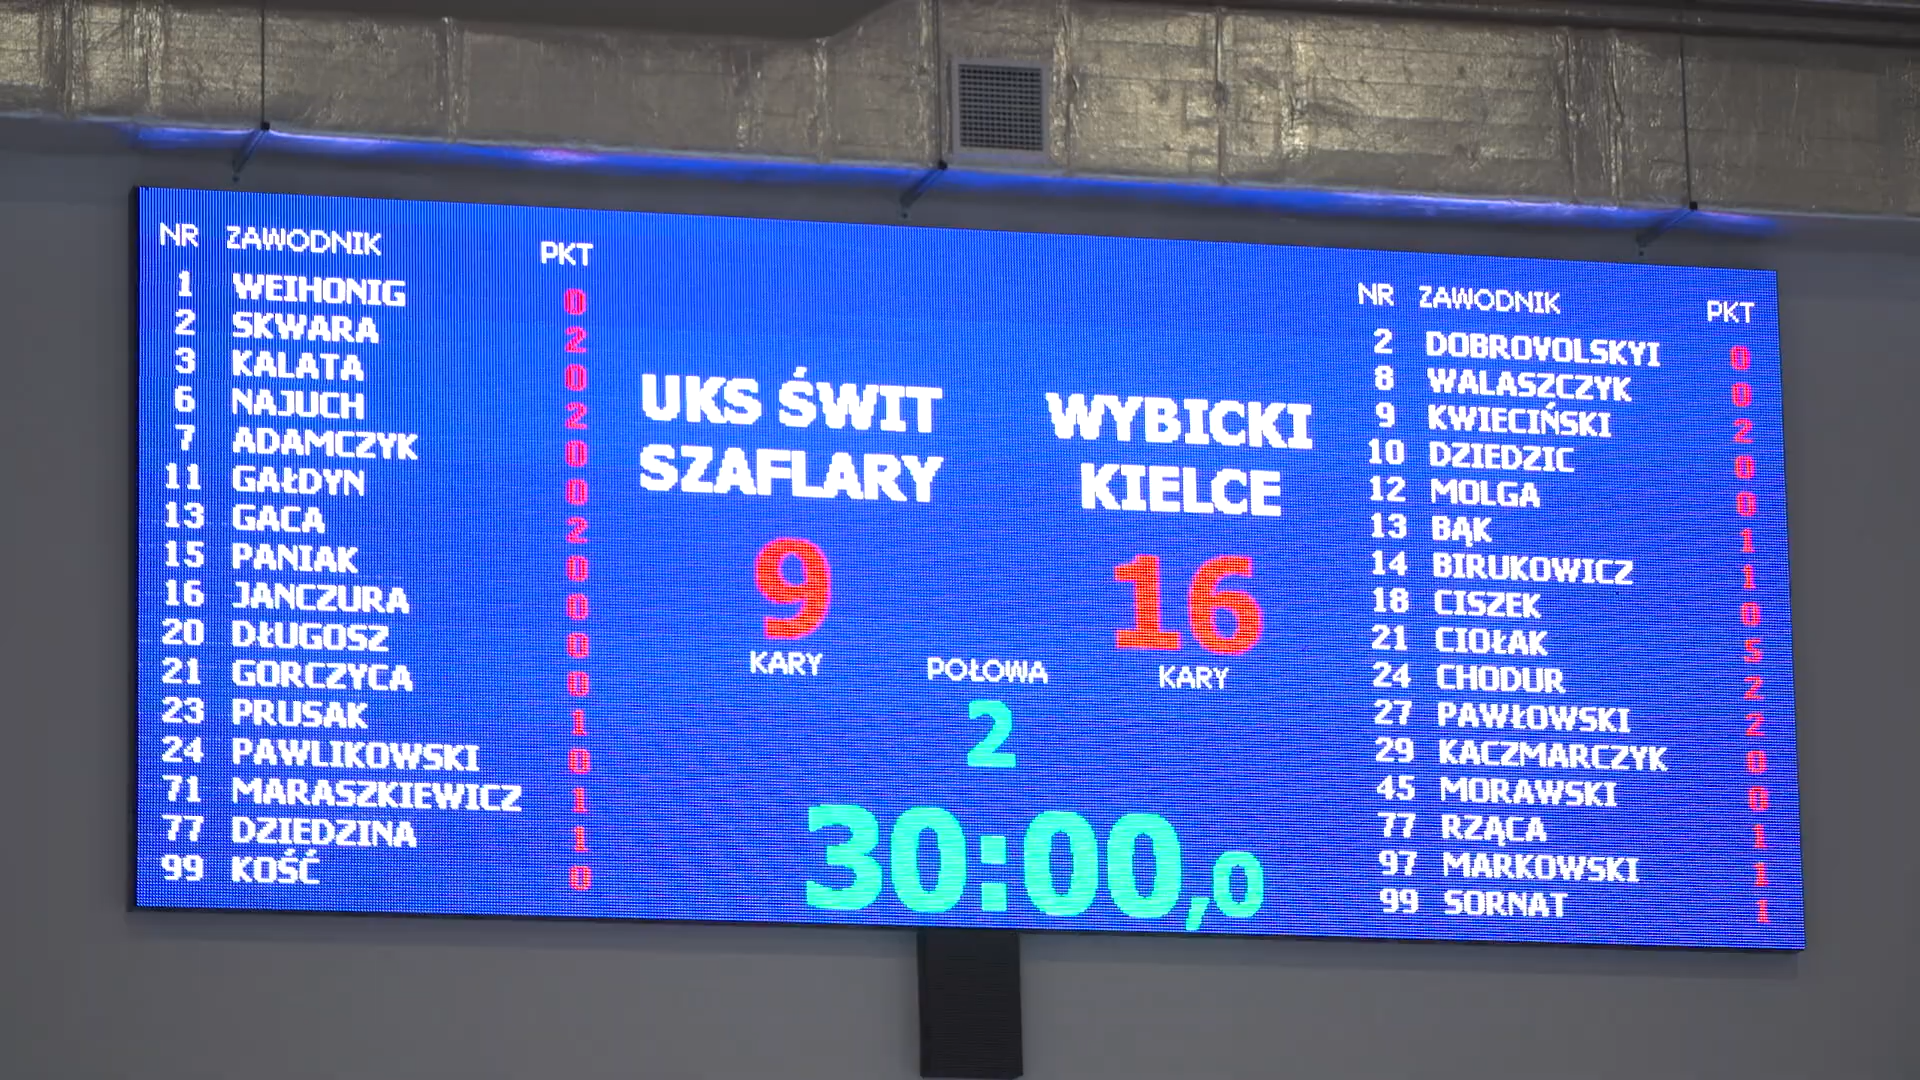 NR ZAWODNIK PKT
1 WEIHONIG 0
2 SKWARA 2
3 KALATA 0
6 NAJUCH 2
7 ADAMCZYK 0
11 GAŁDYN 0
13 GACA 2
15 PANIAK 0
16 JANCZURA 0
20 DŁUGOSZ 0
21 GORCZYCA 0
23 PRUSAK 1
24 PAWLIKOWSKI 0
71 MARASZKIEWICZ 1
77 DZIEDZINA 1
99 KOŚĆ 0
UKS ŚWIT
SZAFLARY
9
KARY
WYBICKI
KIELCE
16
KARY
POŁOWA
2
30:00,0
NR ZAWODNIK PKT
2 DOBROVOLSKYI 0
8 WALASZCZYK 0
9 KWIECIŃSKI 2
10 DZIEDZIC 0
12 MOLGA 0
13 BĄK 1
14 BIRUKOWICZ 1
18 CISZEK 0
21 CIOŁAK 5
24 CHODUR 2
27 PAWŁOWSKI 2
29 KACZMARCZYK 0
45 MORAWSKI 0
77 RZĄCA 1
97 MARKOWSKI 1
99 SORNAT 1